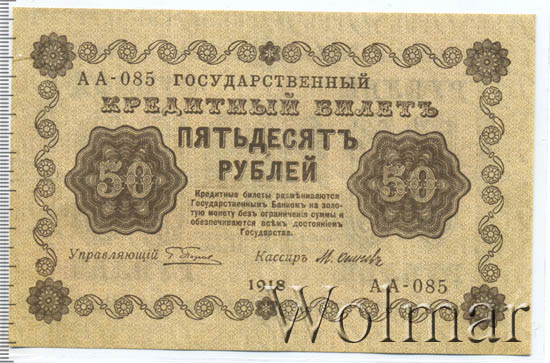 АА-085 ГОСУДАРСТВЕННЫЙ
КРЕДИТНЫЙ БИЛЕТЪ
50 ПЯТЬДЕСЯТЪ 50
РУБЛЕЙ
Кредитные билеты размѣниваются
Государственнымъ Банкомъ на золо-
тую монету безъ ограниченія суммы и
обезпечиваются всѣмъ достояніемъ
Государства.
Управляющій Кассиръ
1918 АА-085
Wolmar